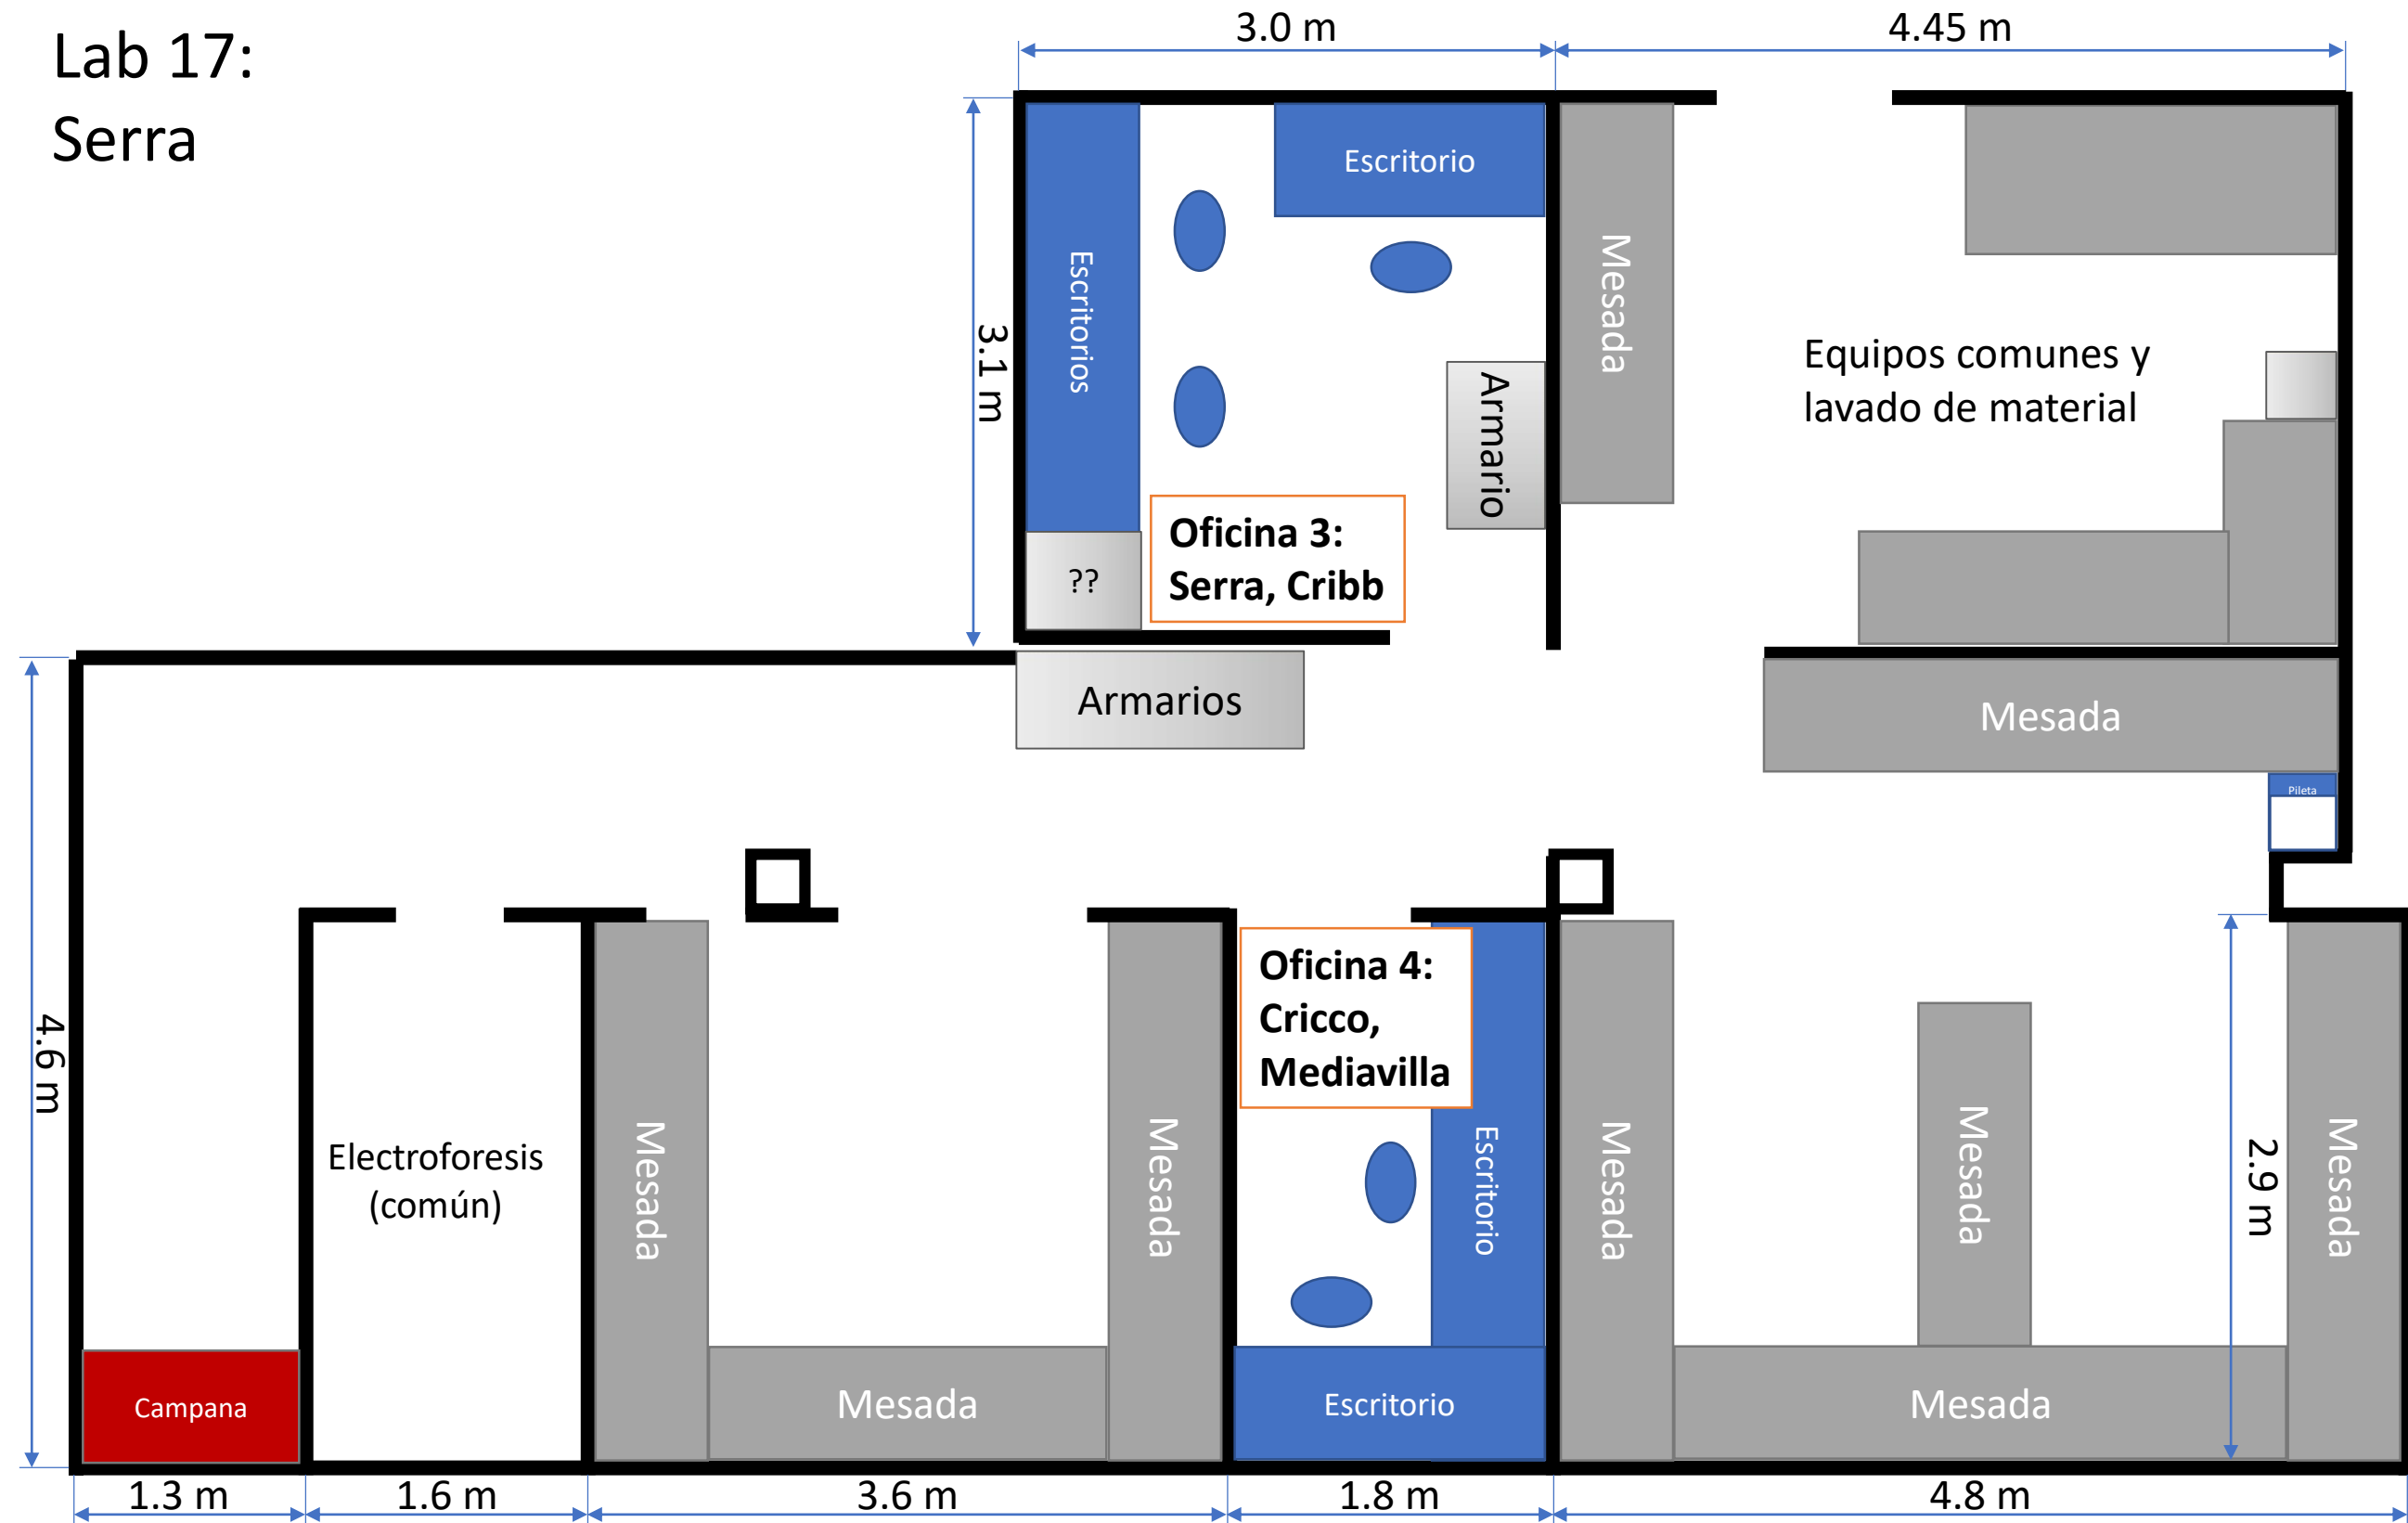 Lab 17:
Serra
3.0 m
4.45 m
3.1 m
Escritorios
Escritorio
Mesada
Armario
Equipos comunes y
lavado de material
Oficina 3:
Serra, Cribb
??
Armarios
Mesada
Pileta
4.6 m
Electroforesis
(común)
Mesada
Mesada
Oficina 4:
Cricco,
Mediavilla
Escritorio
Mesada
Mesada
2.9 m
Mesada
Campana
Mesada
Escritorio
Mesada
1.3 m
1.6 m
3.6 m
1.8 m
4.8 m